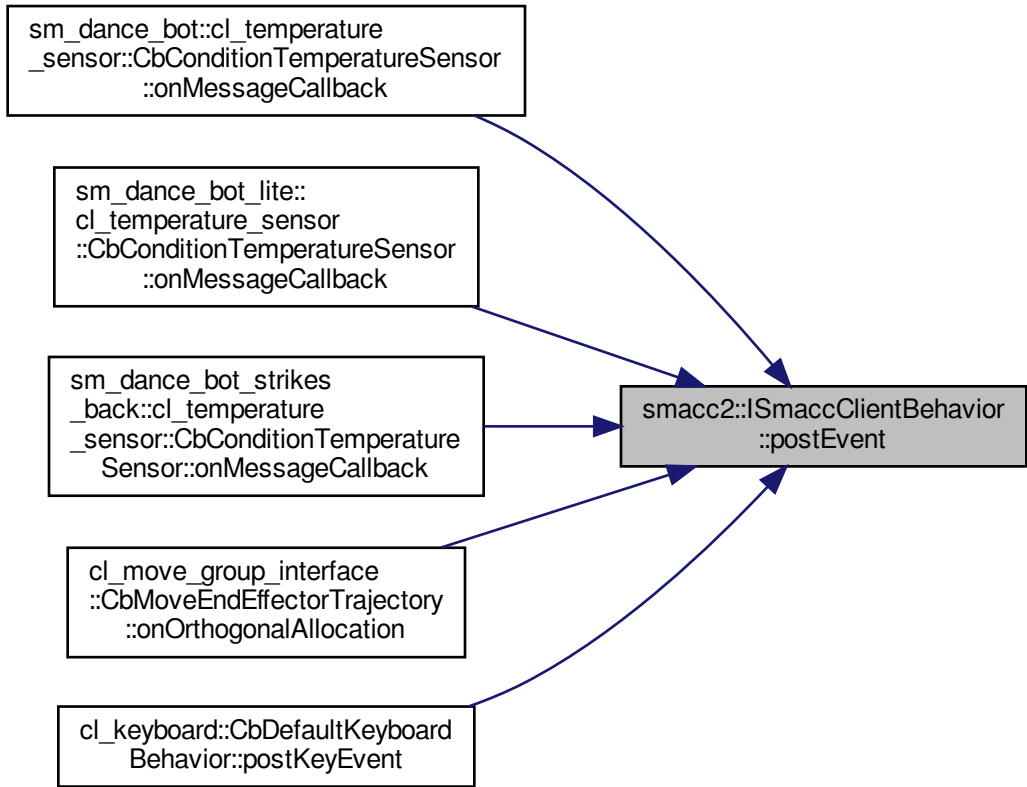 sm_dance_bot::cl_temperature
_sensor::CbConditionTemperatureSensor
::onMessageCallback
sm_dance_bot_lite::
cl_temperature_sensor
::CbConditionTemperatureSensor
::onMessageCallback
sm_dance_bot_strikes
_back::cl_temperature
_sensor::CbConditionTemperature
Sensor::onMessageCallback
cl_move_group_interface
::CbMoveEndEffectorTrajectory
::onOrthogonalAllocation
cl_keyboard::CbDefaultKeyboard
Behavior::postKeyEvent
smacc2::ISmaccClientBehavior
::postEvent